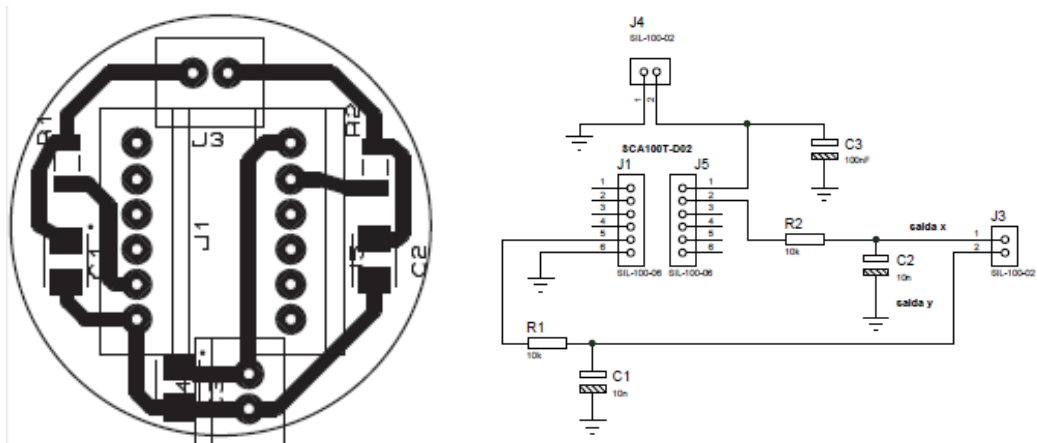 R1
R2
J3
J1
C1
C2
J4
SIL-100-02
1
2
SCA100T-D02
J1
J5
C3
100nF
1
2
3
4
5
6
1
2
3
4
5
6
SIL-100-06
SIL-100-06
R2
10k
saida x
J3
1
2
SIL-100-02
C2
10n
saida y
R1
10k
C1
10n